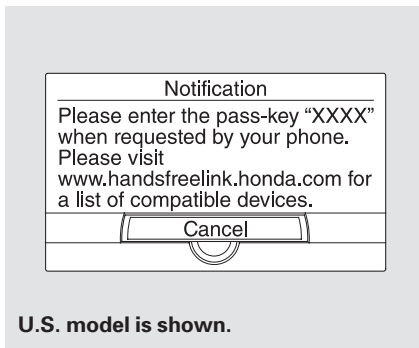 Notification
Please enter the pass-key “XXXX”
when requested by your phone.
Please visit
www.handsfreelink.honda.com for
a list of compatible devices.
Cancel
U.S. model is shown.